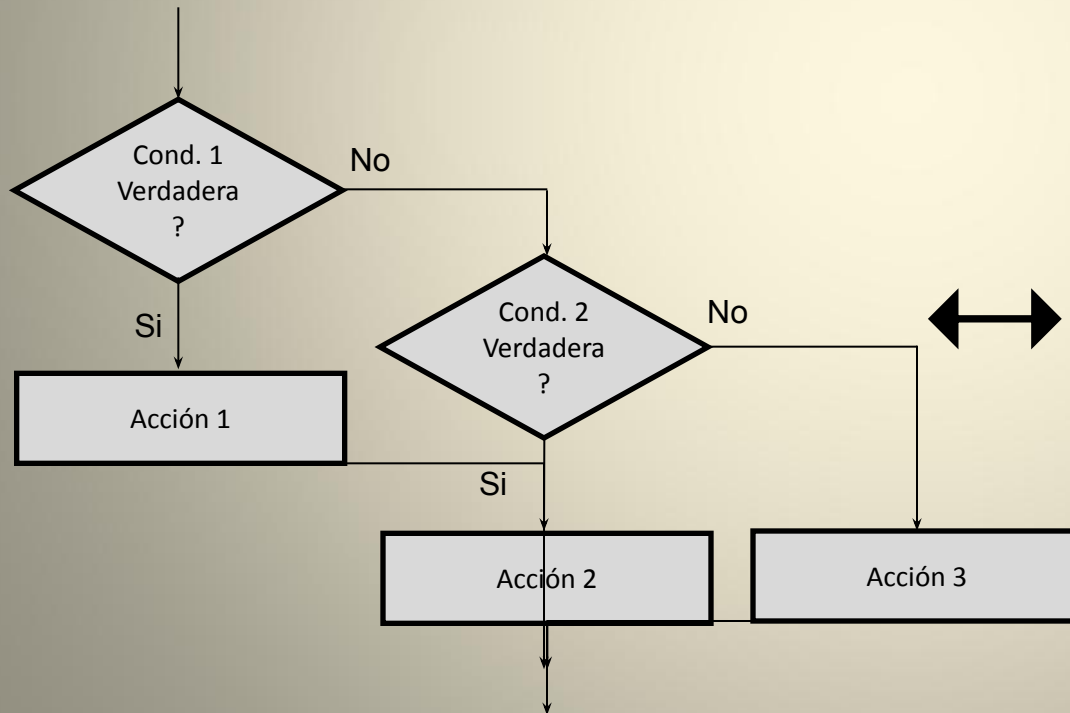 Cond. 1
Verdadera
?
No
Si
Cond. 2
Verdadera
?
No
Acción 1
Si
Acción 2
Acción 3